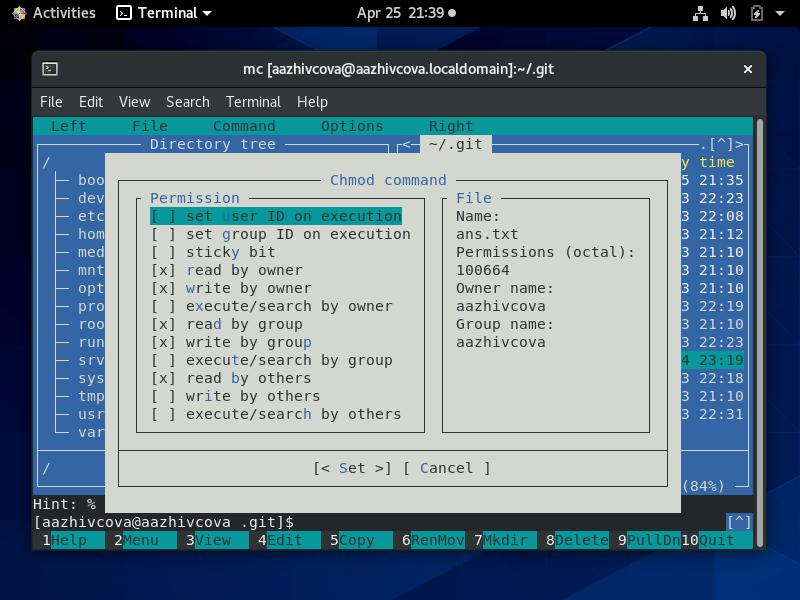 Activities Terminal Apr 25 21:39
mc [aazhivcova@aazhivcova.localdomain]:~/.git
File Edit View Search Terminal Help
Left File Command Options Right
Directory tree <— ~/.git .[^]>
/ y time
boo 5 21:35
Chmod command
dev Permission File 3 22:23
etc [ ] set user ID on execution Name: 3 22:08
hom [ ] set group ID on execution ans.txt 3 21:12
med [ ] sticky bit Permissions (octal): 3 21:10
mnt [x] read by owner 100664 3 21:10
opt [x] write by owner Owner name: 3 21:10
pro [ ] execute/search by owner aazhivcova 3 22:19
roo [x] read by group Group name: 3 21:10
run [x] write by group aazhivcova 3 22:23
srv [ ] execute/search by group 4 23:19
sys [x] read by others 3 22:18
tmp [ ] write by others 3 21:10
usr [ ] execute/search by others 3 22:31
var
/ [< Set >] [ Cancel ]
(84%)
Hint: %
[aazhivcova@aazhivcova .git]$ [^]
1Help 2Menu 3View 4Edit 5Copy 6RenMov 7Mkdir 8Delete 9PullDn 10Quit